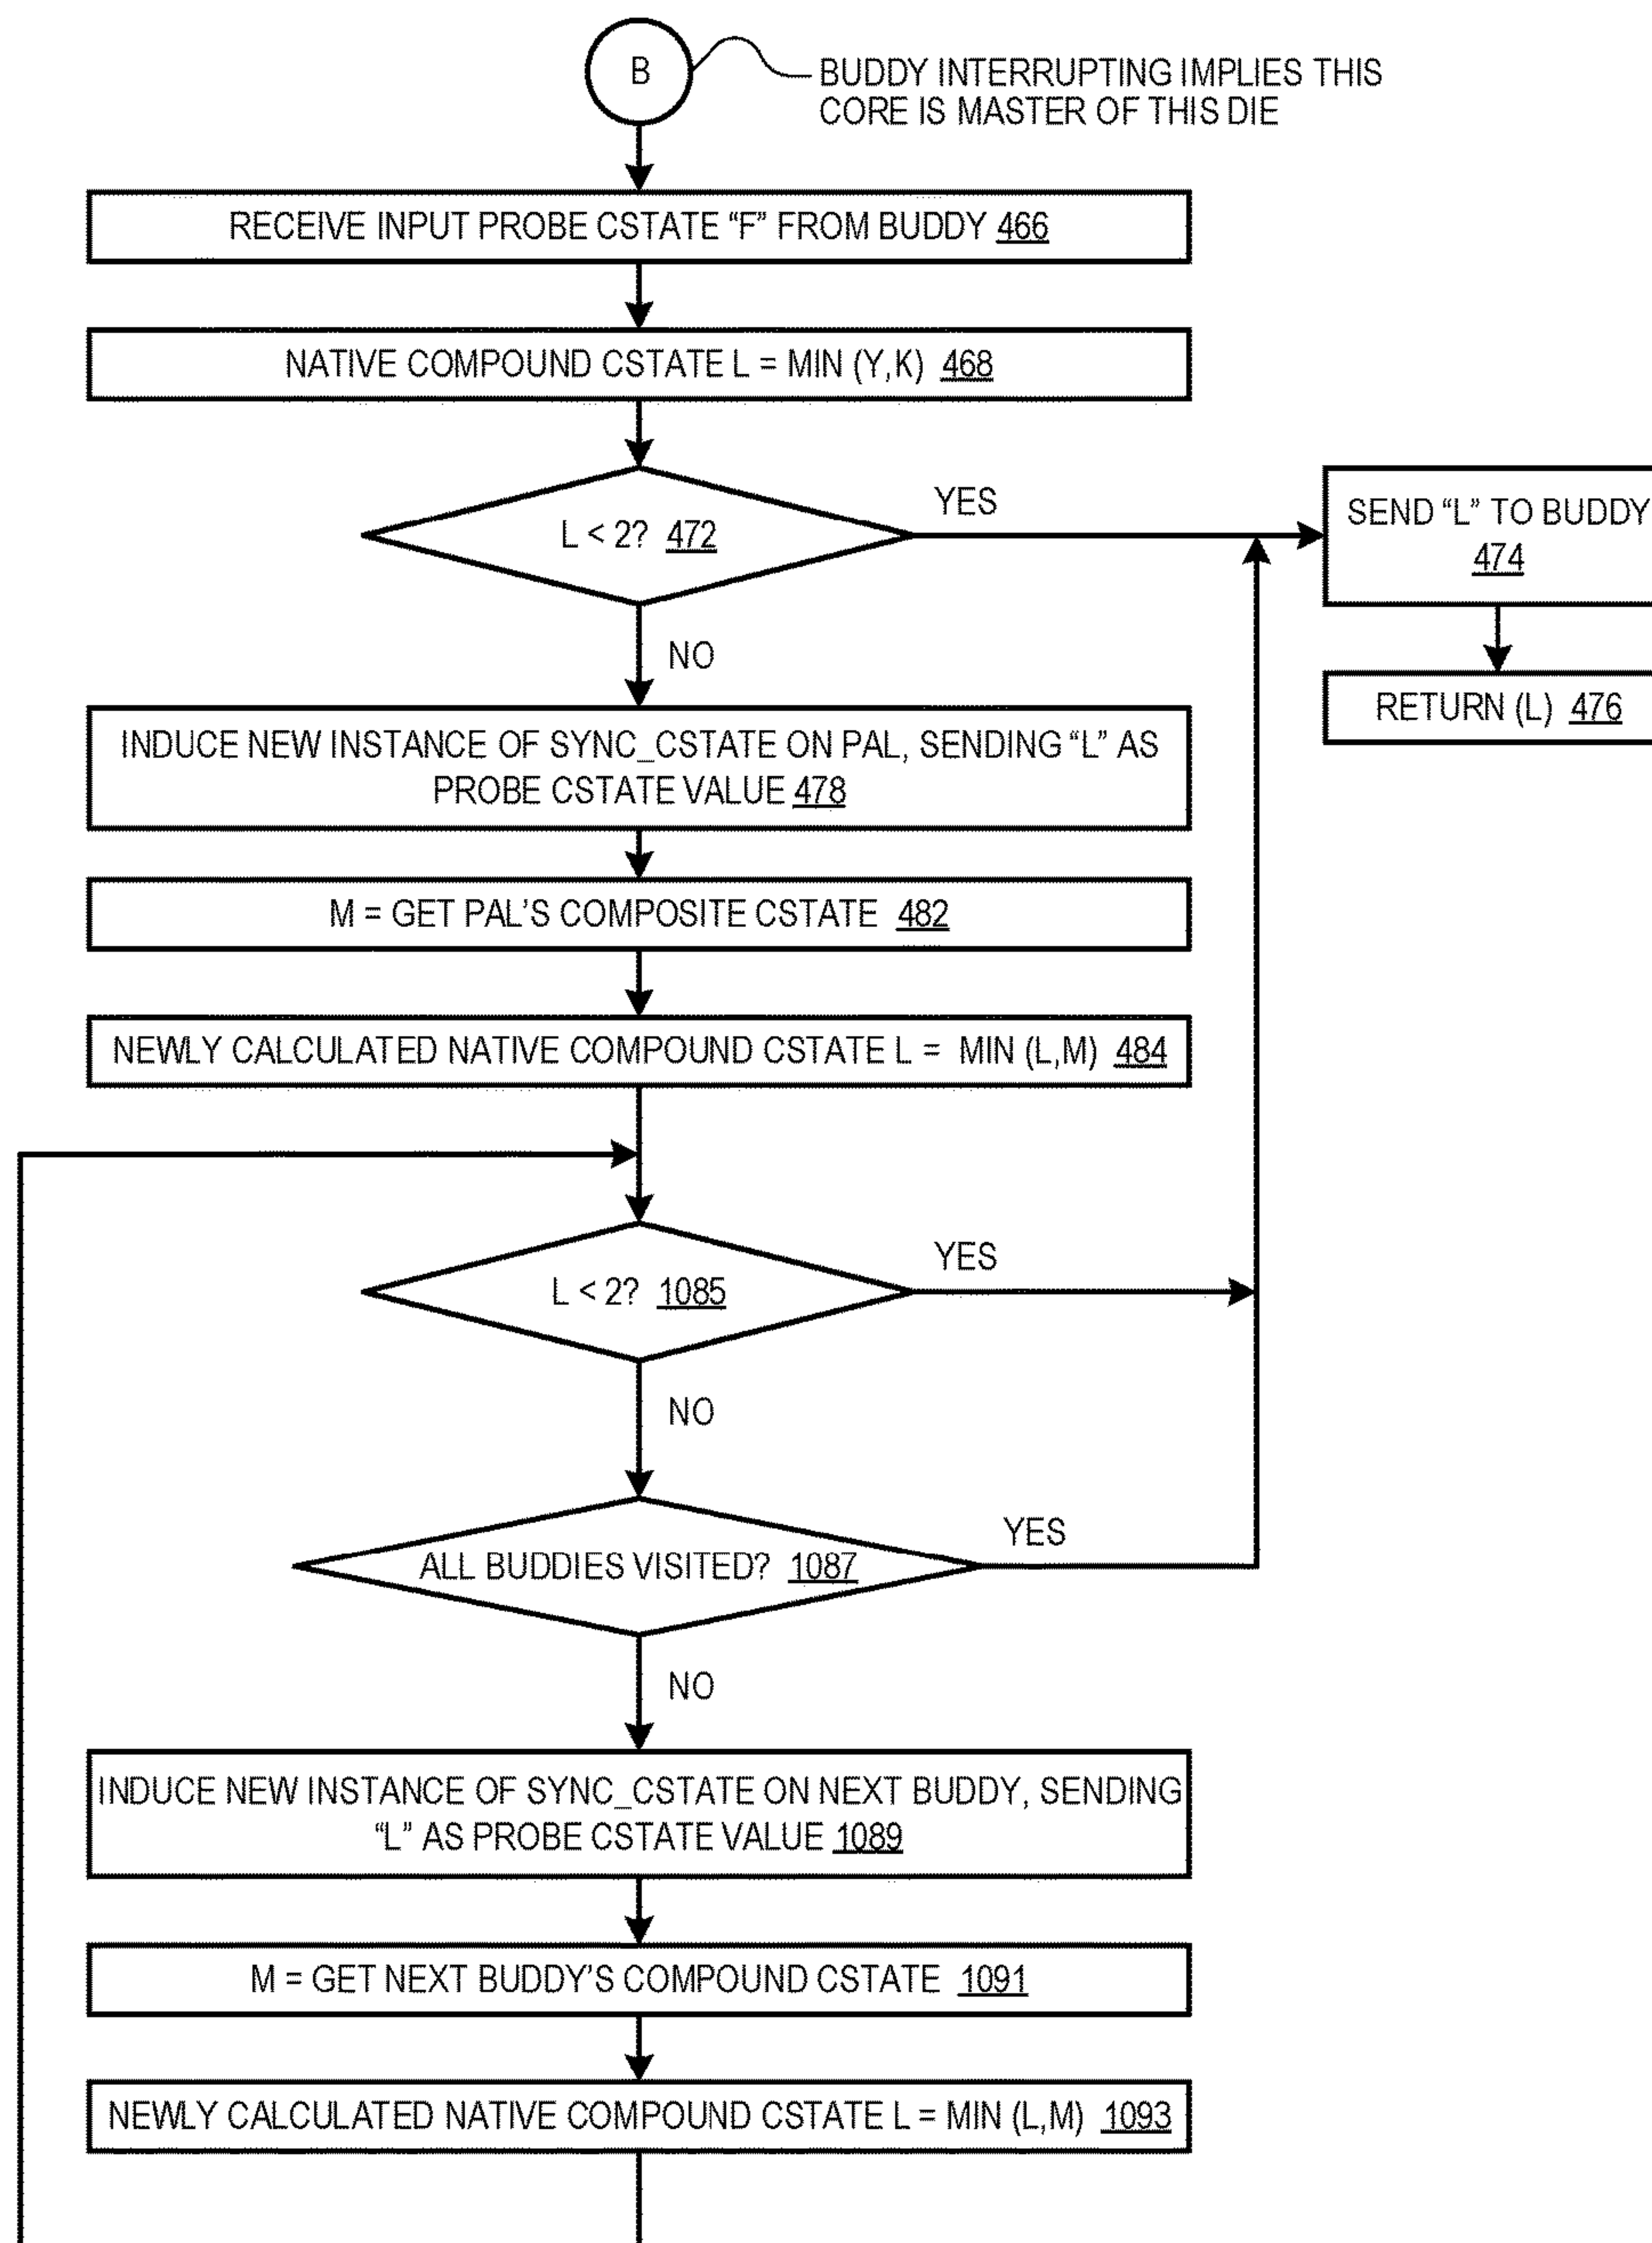 B
BUDDY INTERRUPTING IMPLIES THIS
CORE IS MASTER OF THIS DIE
RECEIVE INPUT PROBE CSTATE “F” FROM BUDDY 466
NATIVE COMPOUND CSTATE L = MIN (Y,K) 468
L < 2? 472
YES
SEND “L” TO BUDDY
474
RETURN (L) 476
NO
INDUCE NEW INSTANCE OF SYNC_CSTATE ON PAL, SENDING “L” AS
PROBE CSTATE VALUE 478
M = GET PAL’S COMPOSITE CSTATE 482
NEWLY CALCULATED NATIVE COMPOUND CSTATE L = MIN (L,M) 484
L < 2? 1085
YES
NO
ALL BUDDIES VISITED? 1087
YES
NO
INDUCE NEW INSTANCE OF SYNC_CSTATE ON NEXT BUDDY, SENDING
“L” AS PROBE CSTATE VALUE 1089
M = GET NEXT BUDDY’S COMPOUND CSTATE 1091
NEWLY CALCULATED NATIVE COMPOUND CSTATE L = MIN (L,M) 1093